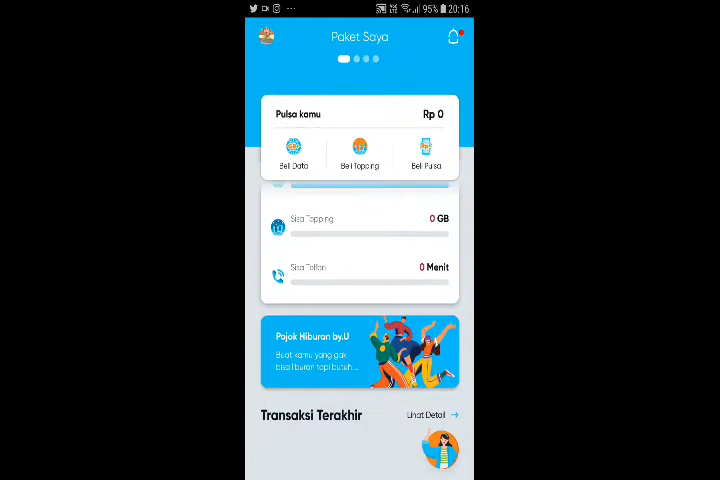 95% 20:16
Paket Saya
Pulsa kamu Rp 0
Beli Data Beli Topping Beli Pulsa
Sisa Topping 0 GB
Sisa Telfon 0 Menit
Pojok Hiburan by.U
Buat kamu yang gak
bisa liburan tapi butuh ...
Transaksi Terakhir Lihat Detail →